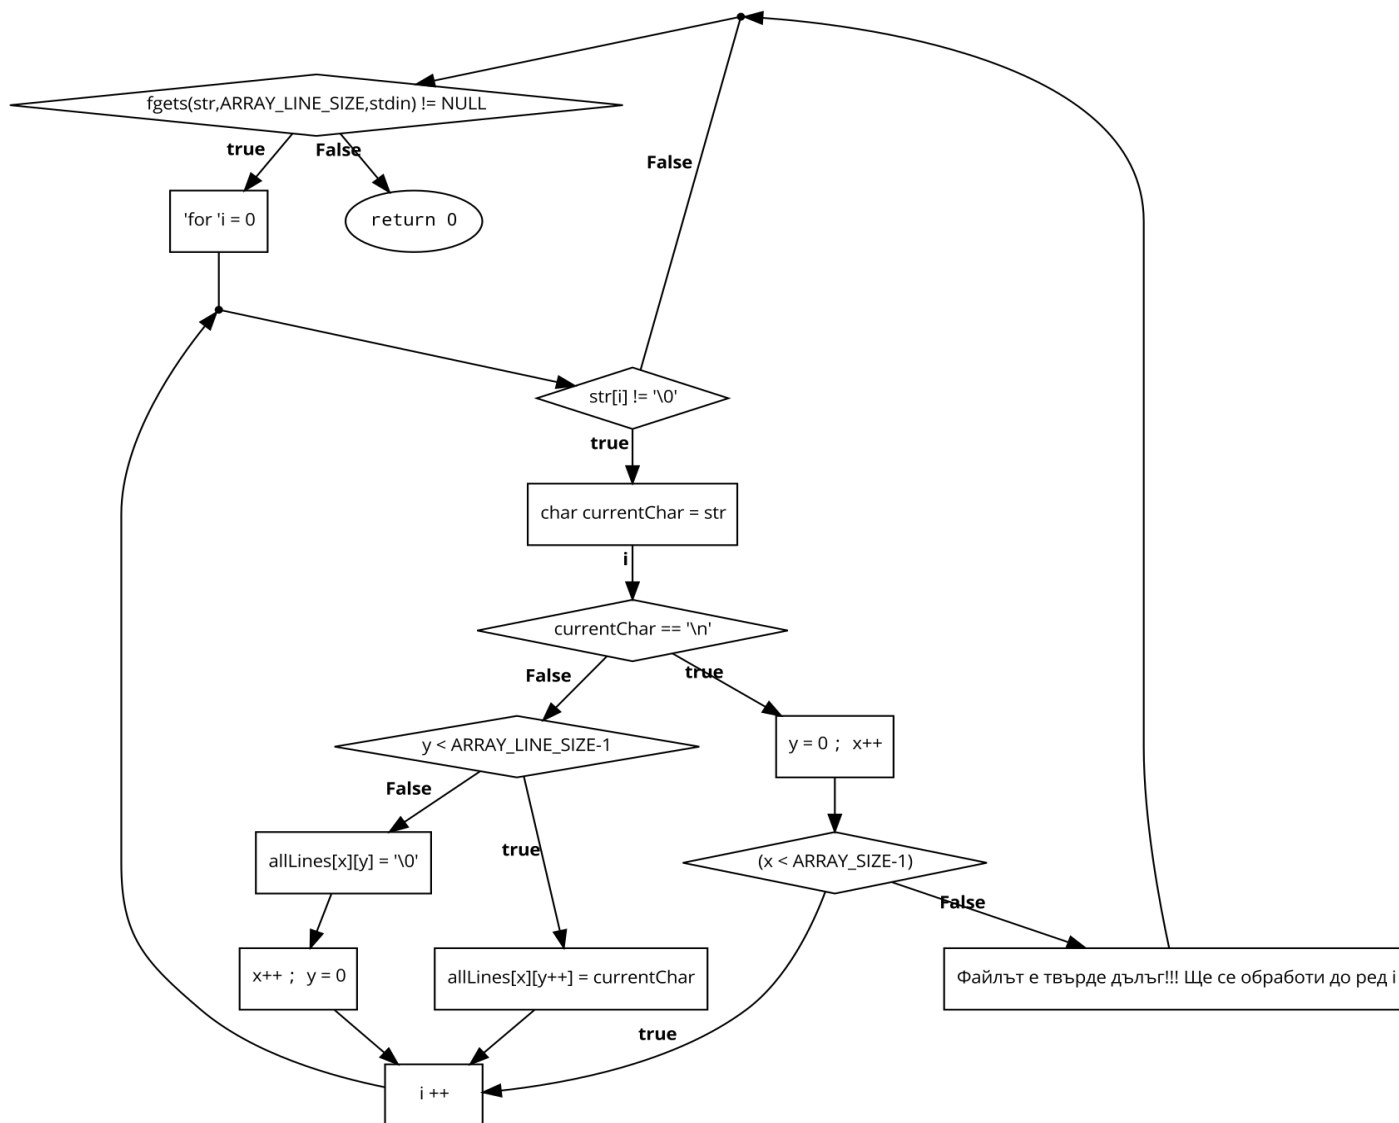 fgets(str,ARRAY_LINE_SIZE,stdin) != NULL
true
False
False
'for 'i = 0
return 0
str[i] != '\0'
true
char currentChar = str
i
currentChar == '\n'
False
true
y < ARRAY_LINE_SIZE-1
y = 0 ; x++
False
true
allLines[x][y] = '\0'
(x < ARRAY_SIZE-1)
False
x++ ; y = 0
allLines[x][y++] = currentChar
Файлът е твърде дълъг!!! Ще се обработи до ред i
true
i ++